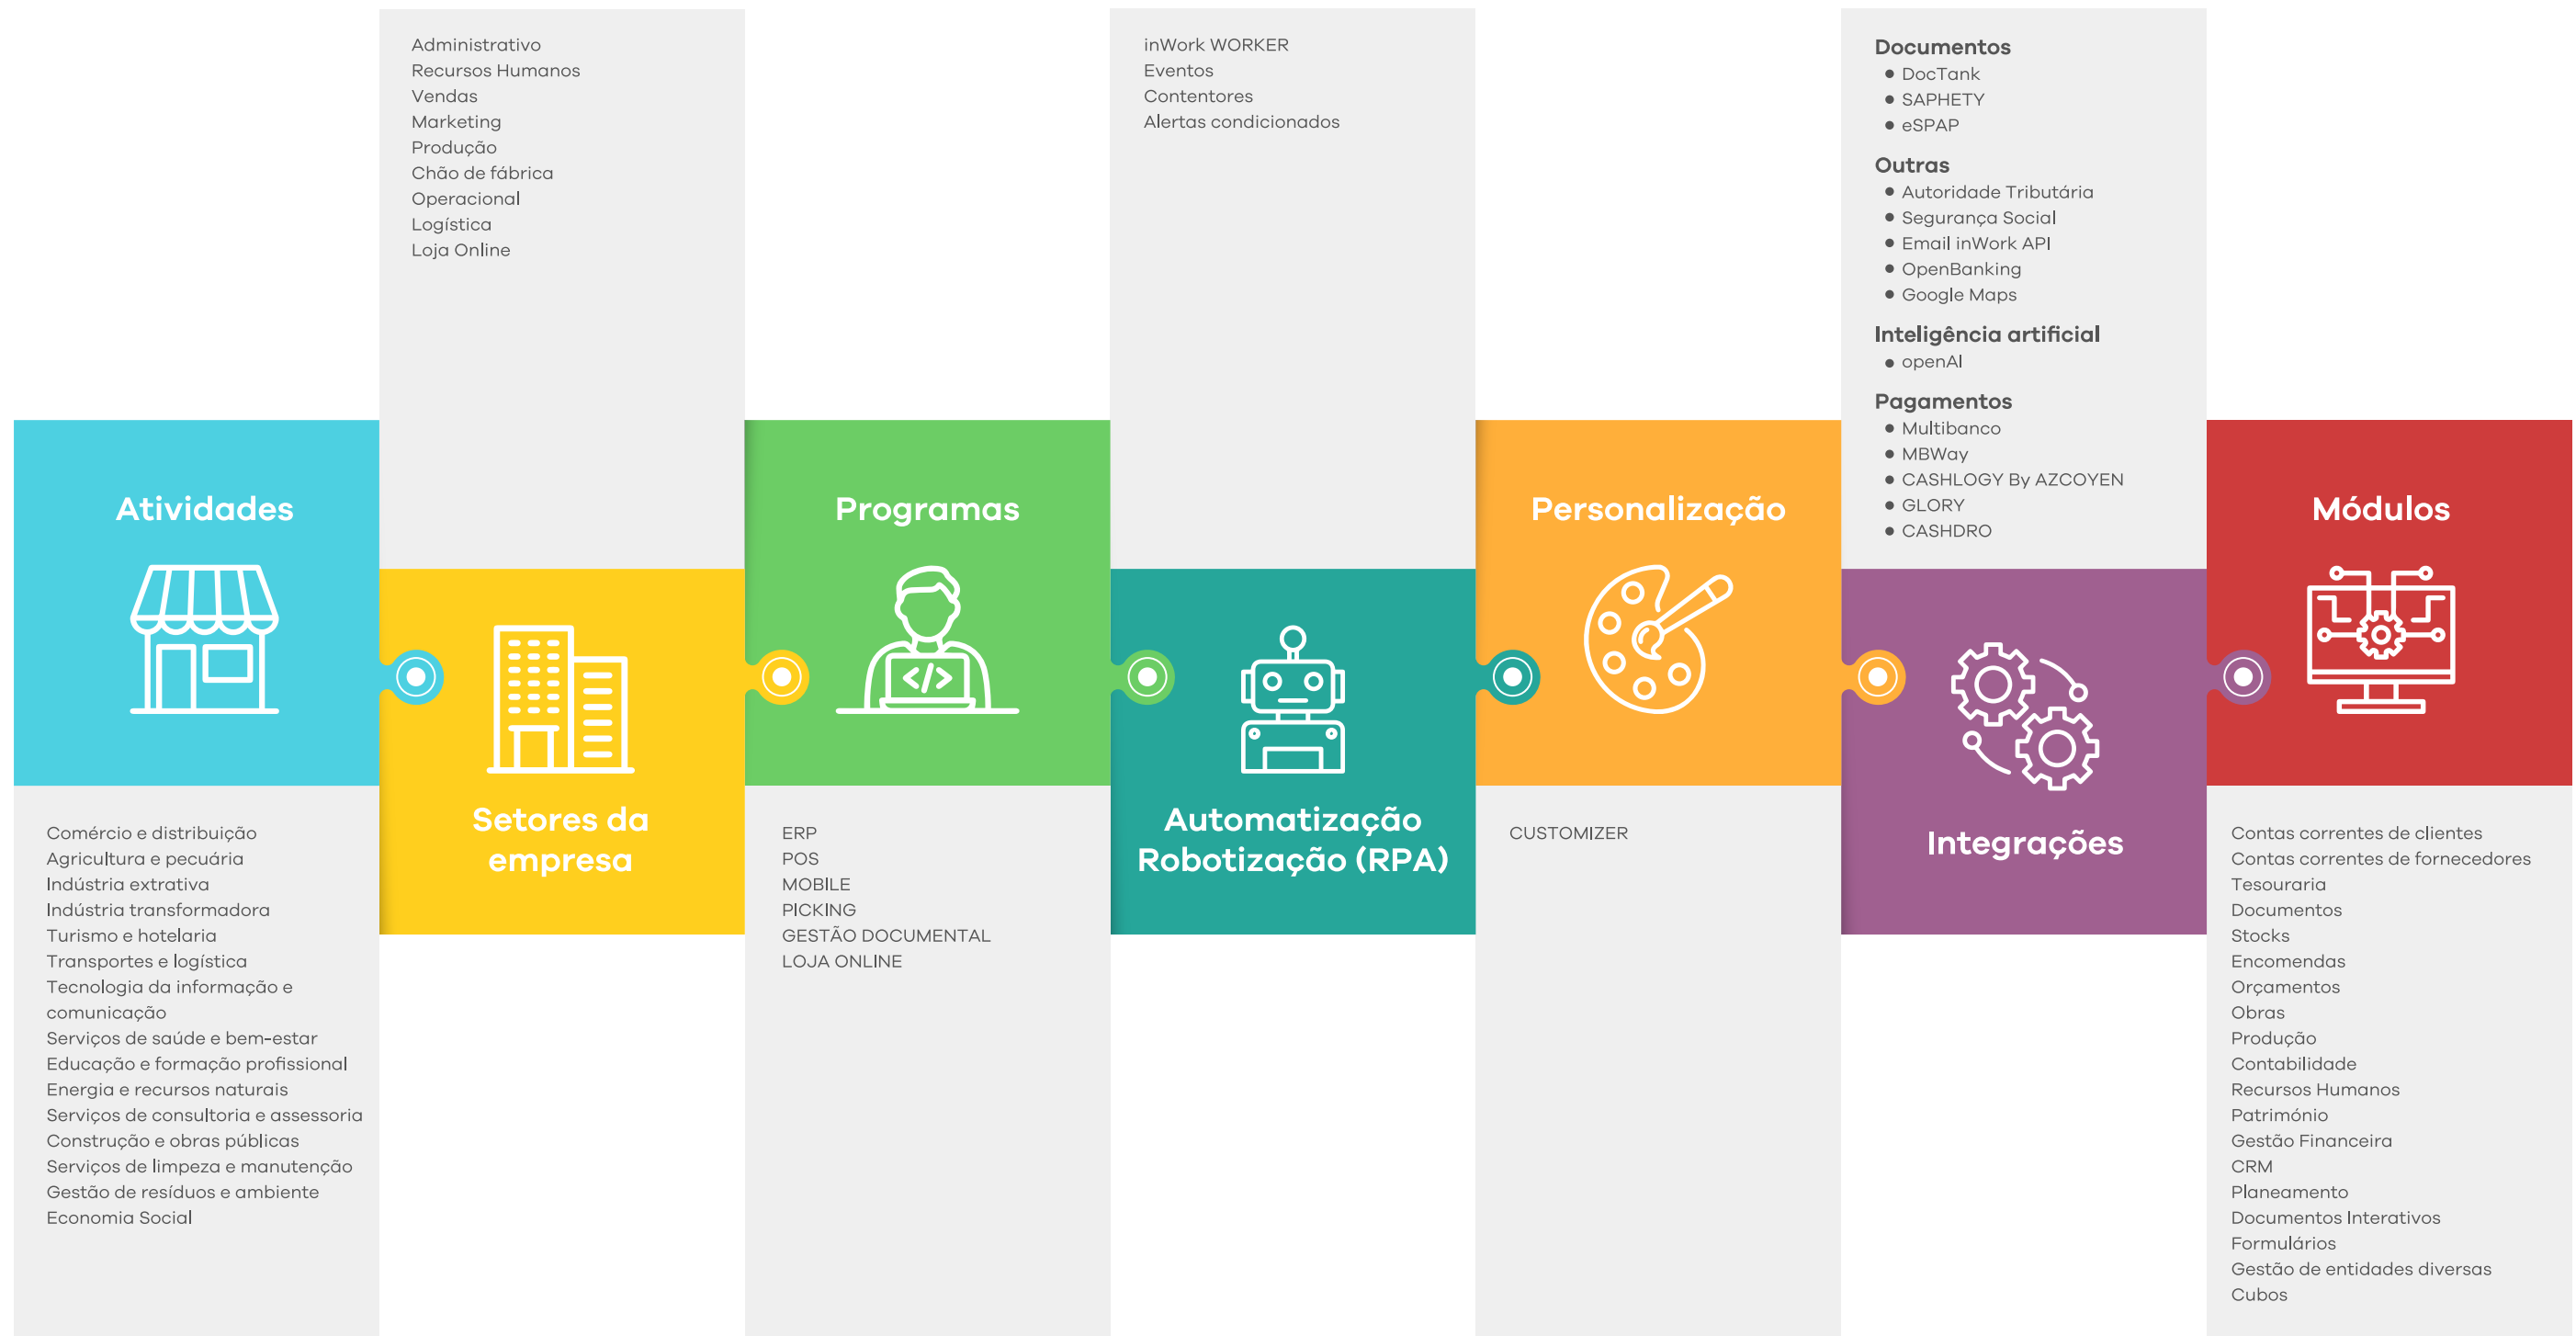 Atividades
Comércio e distribuição
Agricultura e pecuária
Indústria extrativa
Indústria transformadora
Turismo e hotelaria
Transportes e logística
Tecnologia da informação e
comunicação
Serviços de saúde e bem-estar
Educação e formação profissional
Energia e recursos naturais
Serviços de consultoria e assessoria
Construção e obras públicas
Serviços de limpeza e manutenção
Gestão de resíduos e ambiente
Economia Social
Administrativo
Recursos Humanos
Vendas
Marketing
Produção
Chão de fábrica
Operacional
Logística
Loja Online
Setores da
empresa
Programas
</>
ERP
POS
MOBILE
PICKING
GESTÃO DOCUMENTAL
LOJA ONLINE
inWork WORKER
Eventos
Contentores
Alertas condicionados
Automatização
Robotização (RPA)
Personalização
CUSTOMIZER
Documentos
• DocTank
• SAPHETY
• eSPAP
Outras
• Autoridade Tributária
• Segurança Social
• Email inWork API
• OpenBanking
• Google Maps
Inteligência artificial
• openAI
Pagamentos
• Multibanco
• MBWay
• CASHLOGY By AZCOYEN
• GLORY
• CASHDRO
Integrações
Módulos
Contas correntes de clientes
Contas correntes de fornecedores
Tesouraria
Documentos
Stocks
Encomendas
Orçamentos
Obras
Produção
Contabilidade
Recursos Humanos
Património
Gestão Financeira
CRM
Planeamento
Documentos Interativos
Formulários
Gestão de entidades diversas
Cubos